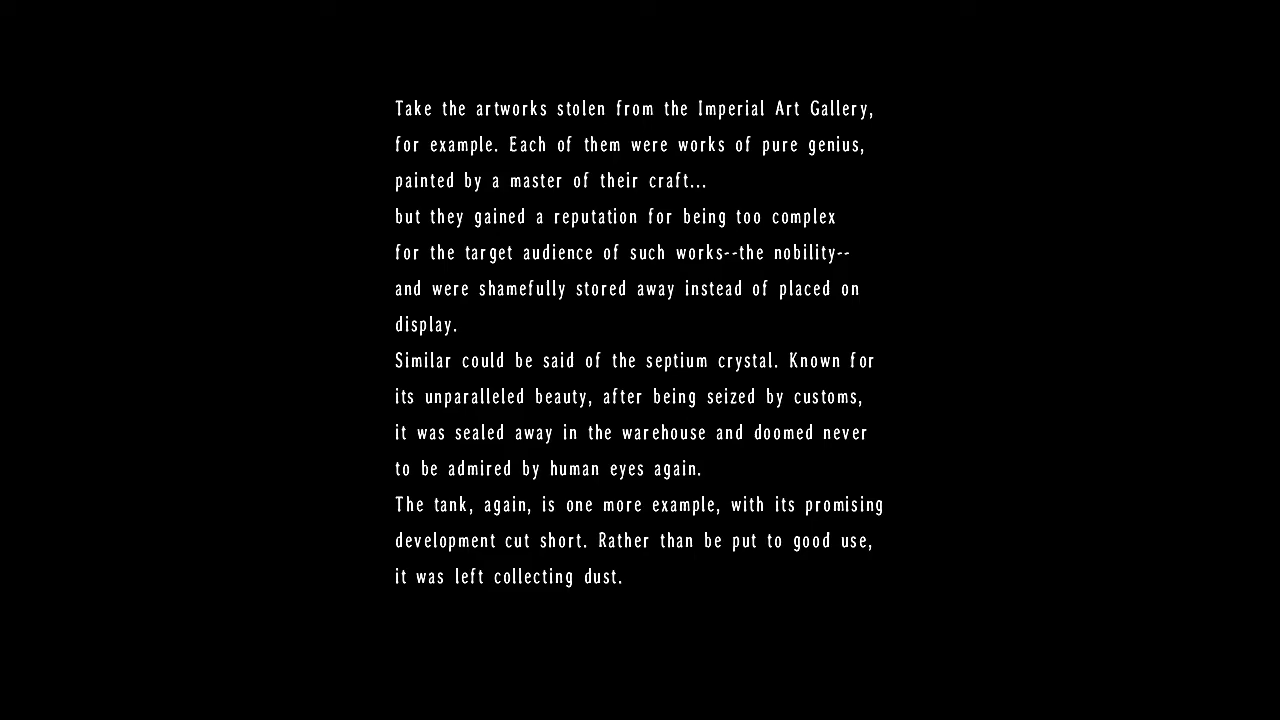 Take the artworks stolen from the Imperial Art Gallery,
for example. Each of them were works of pure genius,
painted by a master of their craft...
but they gained a reputation for being too complex
for the target audience of such works--the nobility--
and were shamefully stored away instead of placed on
display.
Similar could be said of the septium crystal. Known for
its unparalleled beauty, after being seized by customs,
it was sealed away in the warehouse and doomed never
to be admired by human eyes again.
The tank, again, is one more example, with its promising
development cut short. Rather than be put to good use,
it was left collecting dust.